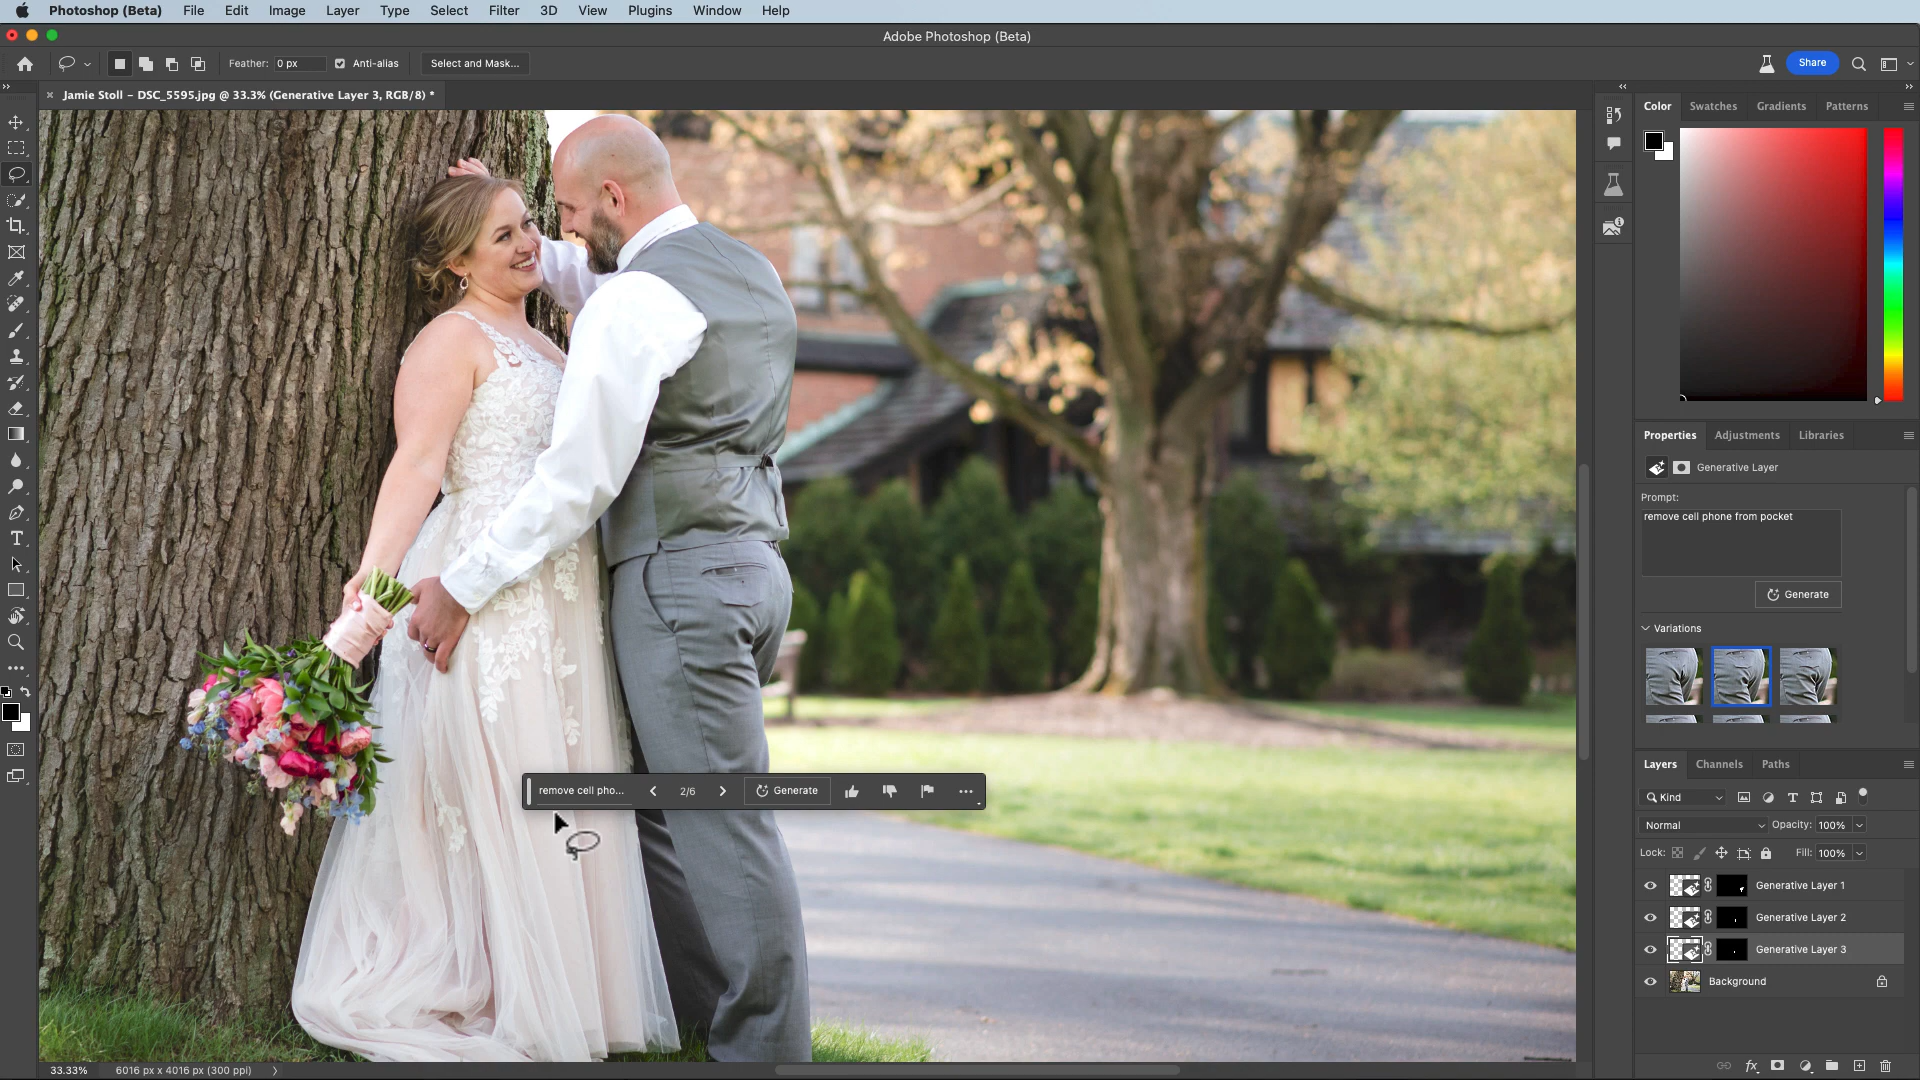 Photoshop (Beta) File Edit Image Layer Type Select Filter 3D View Plugins Window Help
Adobe Photoshop (Beta)
Feather: 0 px Anti-alias Select and Mask... Share
Jamie Stoll – DSC_5595.jpg @ 33.3% (Generative Layer 3, RGB/8) *
Color Swatches Gradients Patterns
Properties Adjustments Libraries
Generative Layer
Prompt:
remove cell phone from pocket
Generate
Variations
remove cell pho... 2/6 Generate
Layers Channels Paths
Kind
Normal Opacity: 100%
Lock: Fill: 100%
Generative Layer 1
Generative Layer 2
Generative Layer 3
Background
33.33% 6016 px x 4016 px (300 ppi)